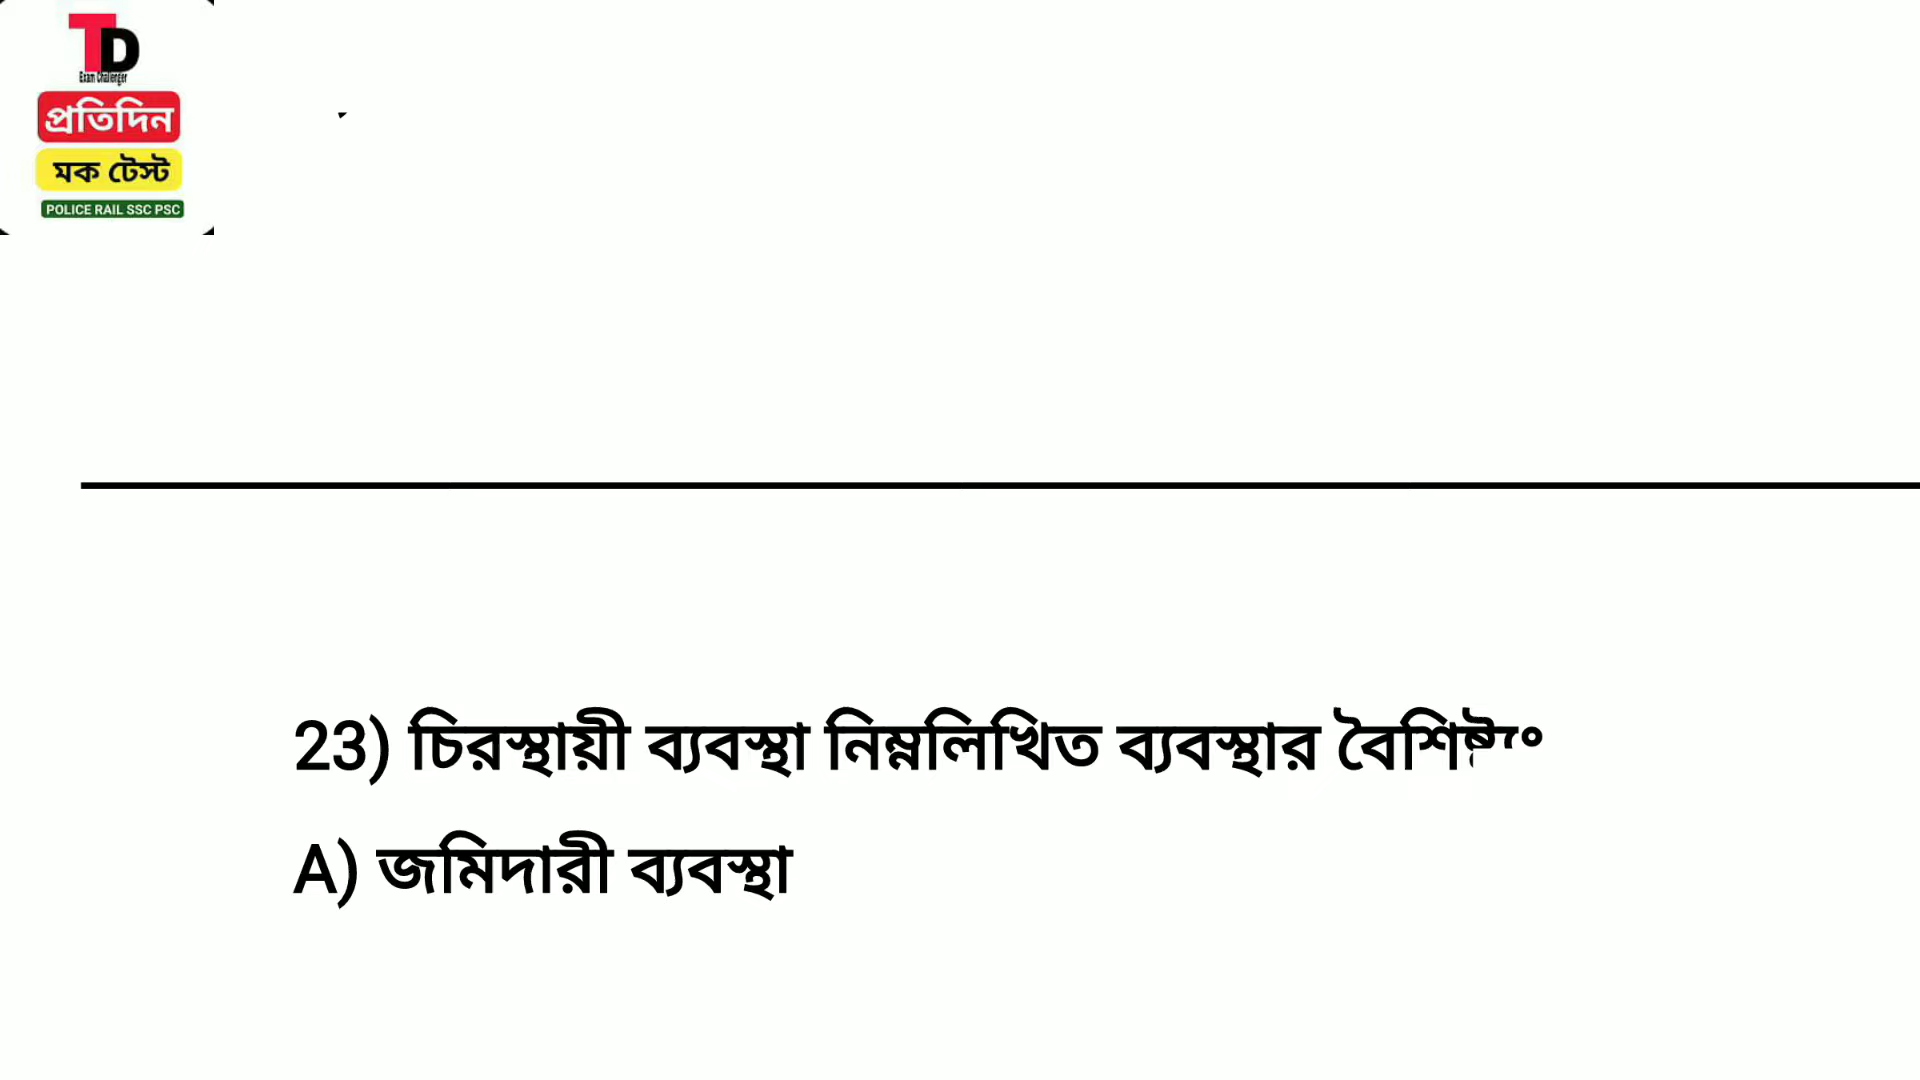 TD
Exam Challenger
প্রতিদিন
মক টেস্ট
POLICE RAIL SSC PSC
23) চিরস্থায়ী ব্যবস্থা নিম্নলিখিত ব্যবস্থার
A) জমিদারী ব্যবস্থা